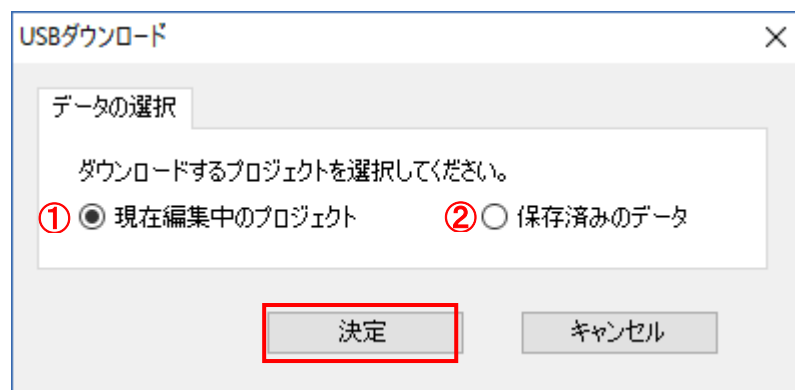 USBダウンロード
データの選択
ダウンロードするプロジェクトを選択してください。
① 現在編集中のプロジェクト ② 保存済みのデータ
決定 キャンセル